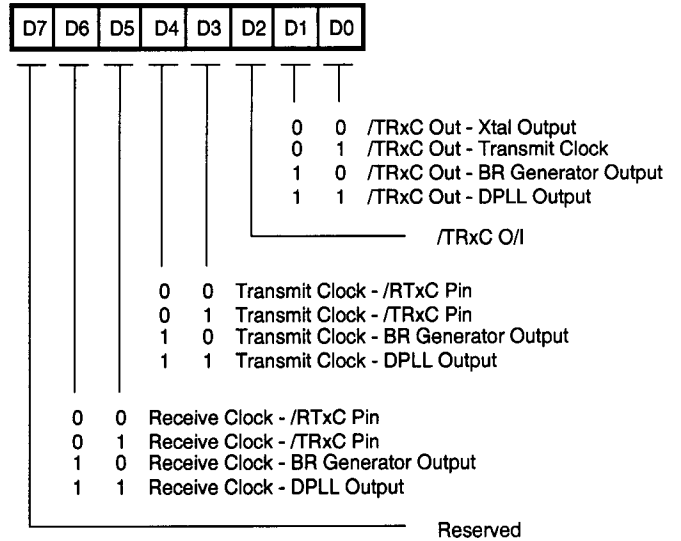 D7 D6 D5 D4 D3 D2 D1 D0
0 0 /TRxC Out - Xtal Output
0 1 /TRxC Out - Transmit Clock
1 0 /TRxC Out - BR Generator Output
1 1 /TRxC Out - DPLL Output
/TRxC O/I
0 0 Transmit Clock - /RTxC Pin
0 1 Transmit Clock - /TRxC Pin
1 0 Transmit Clock - BR Generator Output
1 1 Transmit Clock - DPLL Output
0 0 Receive Clock - /RTxC Pin
0 1 Receive Clock - /TRxC Pin
1 0 Receive Clock - BR Generator Output
1 1 Receive Clock - DPLL Output
Reserved